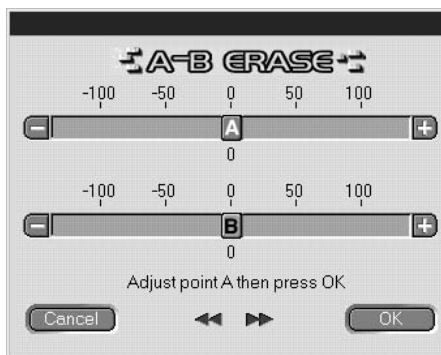 A-B ERASE
-100 -50 0 50 100
- A +
0
-100 -50 0 50 100
- B +
0
Adjust point A then press OK
Cancel OK